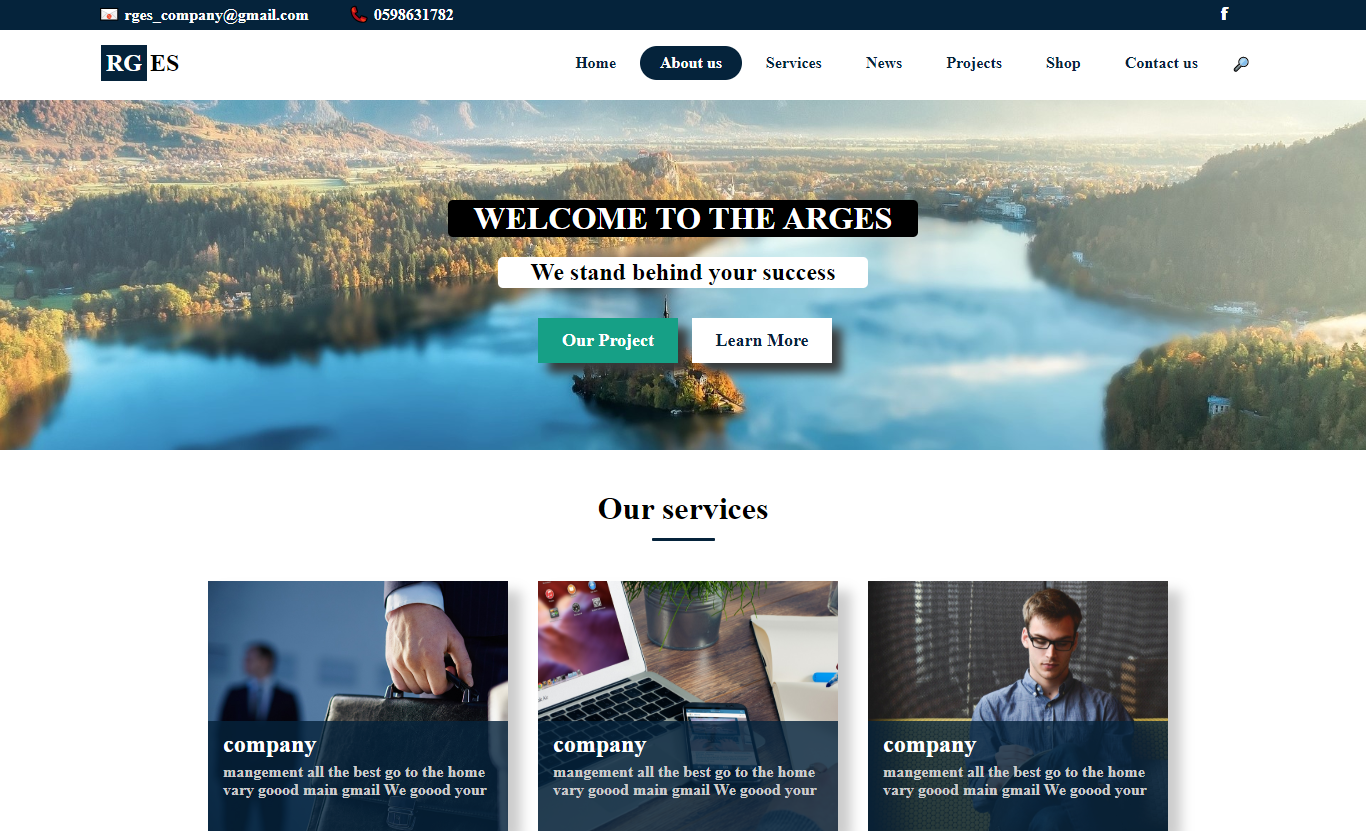 rges_company@gmail.com 0598631782 f
RG ES Home About us Services News Projects Shop Contact us
WELCOME TO THE ARGES
We stand behind your success
Our Project Learn More
Our services
company company company
mangement all the best go to the home
vary goood main gmail We goood your
mangement all the best go to the home
vary goood main gmail We goood your
mangement all the best go to the home
vary goood main gmail We goood your